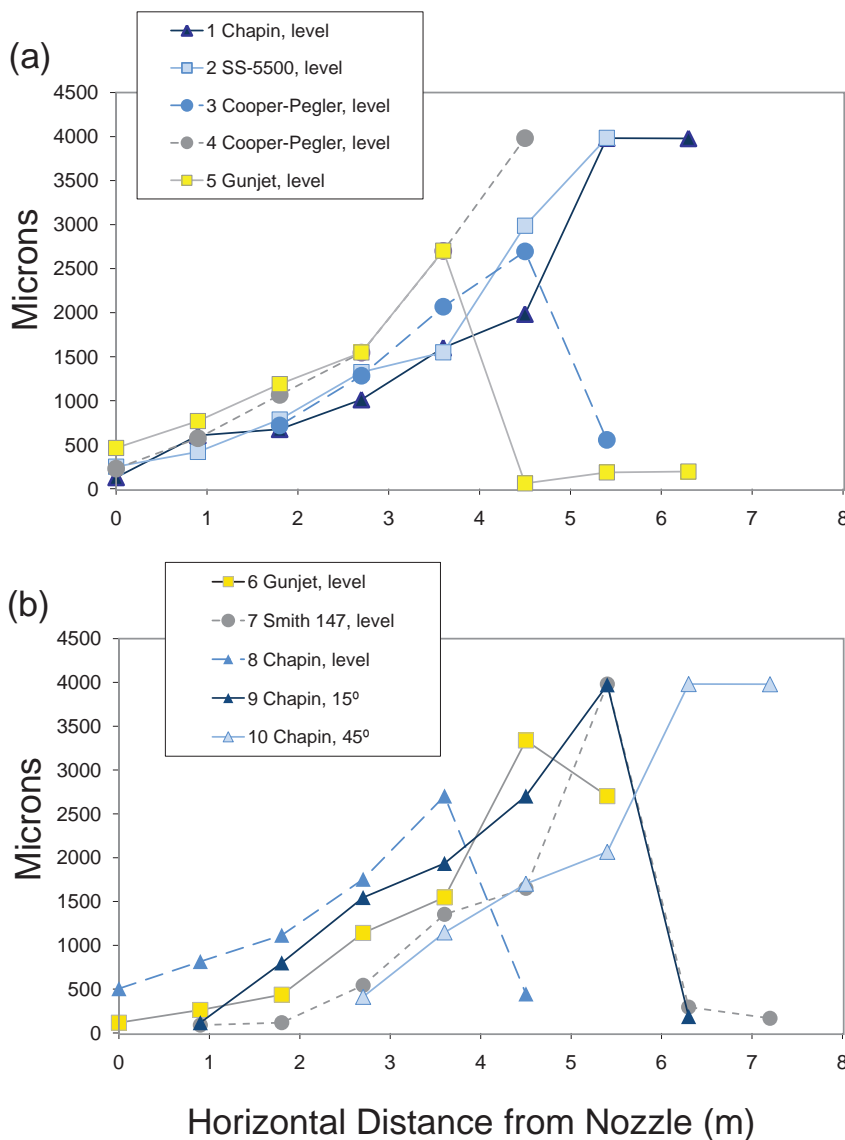 (a)
1 Chapin, level
2 SS-5500, level
3 Cooper-Pegler, level
4 Cooper-Pegler, level
5 Gunjet, level
Microns
4500
4000
3500
3000
2500
2000
1500
1000
500
0
0 1 2 3 4 5 6 7 8
(b)
6 Gunjet, level
7 Smith 147, level
8 Chapin, level
9 Chapin, 15º
10 Chapin, 45º
Microns
4500
4000
3500
3000
2500
2000
1500
1000
500
0
0 1 2 3 4 5 6 7 8
Horizontal Distance from Nozzle (m)